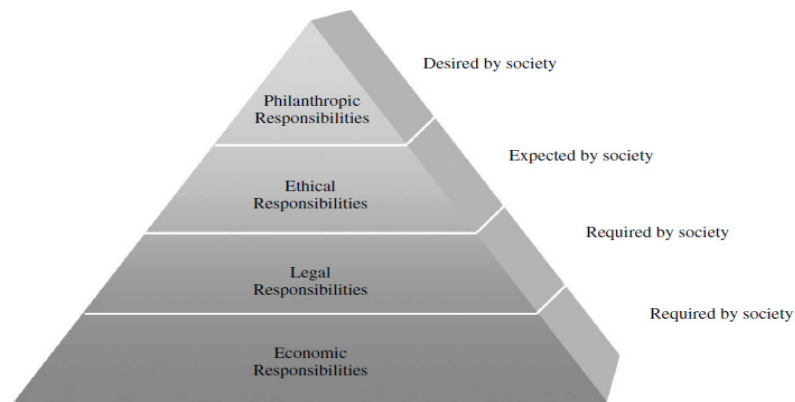 Desired by society
Philanthropic
Responsibilities
Expected by society
Ethical
Responsibilities
Required by society
Legal
Responsibilities
Required by society
Economic
Responsibilities